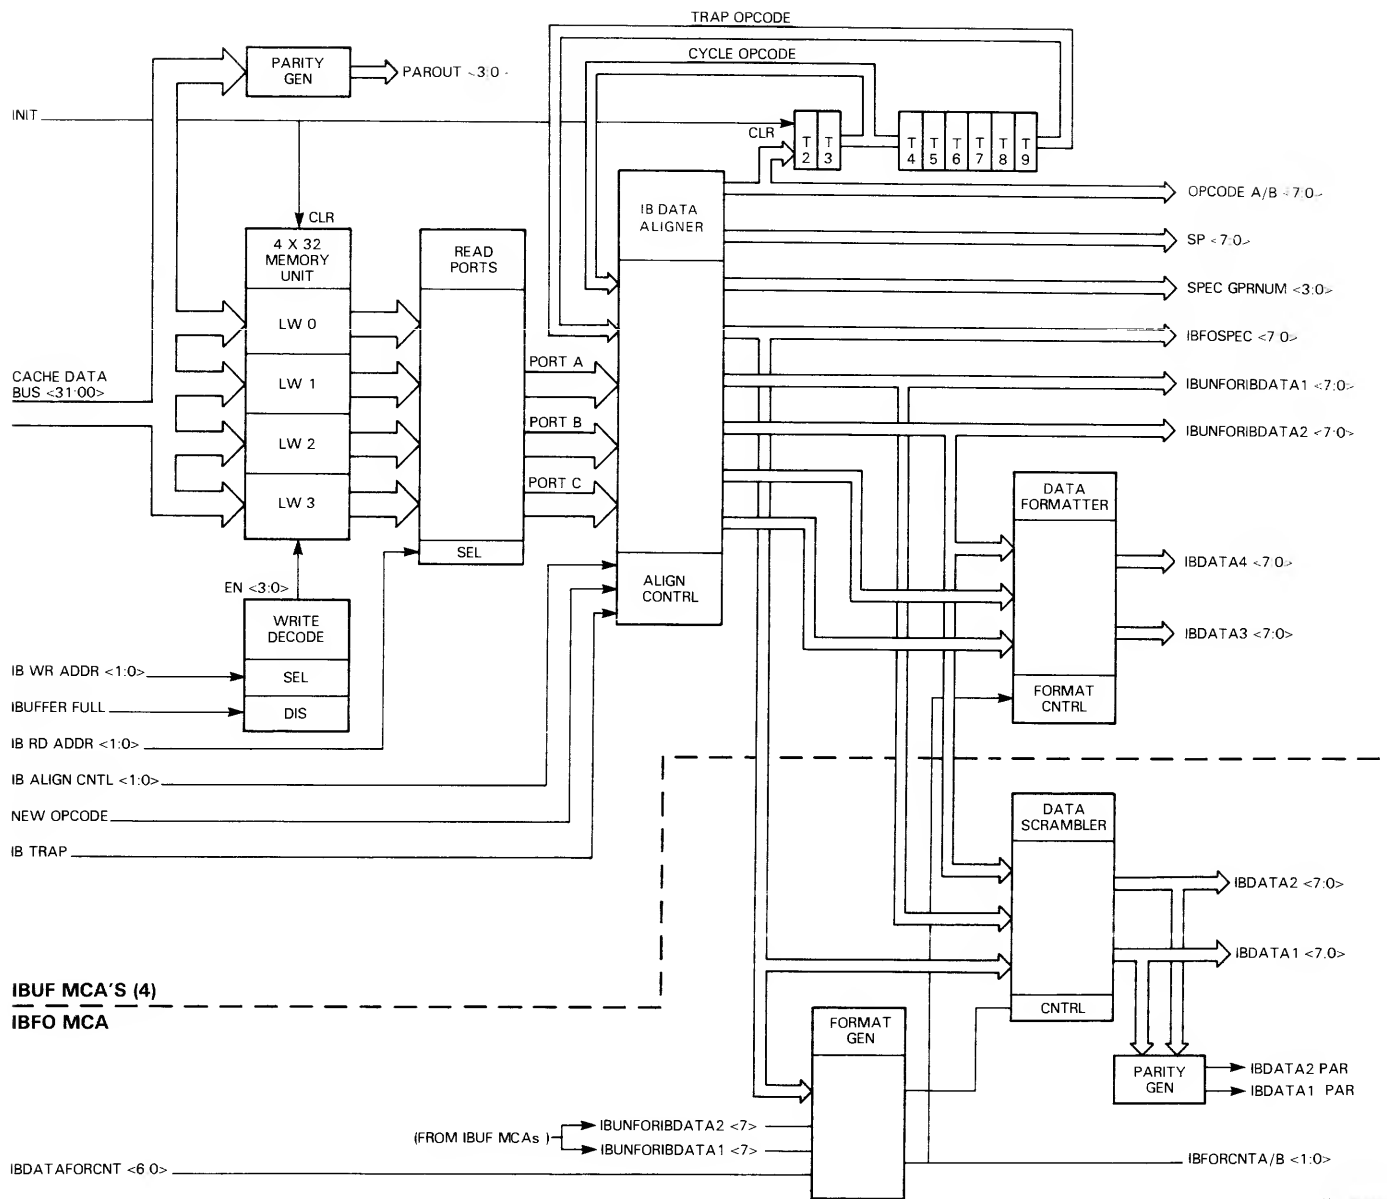 TRAP OPCODE
CYCLE OPCODE
PARITY
GEN
PAROUT <3:0>
INIT
CLR
T
2
T
3
T
4
T
5
T
6
T
7
T
8
T
9
IB DATA
ALIGNER
OPCODE A/B <7:0>
CLR
4 X 32
MEMORY
UNIT
READ
PORTS
SP <7:0>
SPEC GPRNUM <3:0>
LW 0
IBFOSPEC <7 0>
CACHE DATA
BUS <31:00>
LW 1
PORT A
IBUNFORIBDATA1 <7:0>
LW 2
PORT B
IBUNFORIBDATA2 <7:0>
LW 3
PORT C
DATA
FORMATTER
SEL
ALIGN
CONTRL
IBDATA4 <7:0>
EN <3:0>
WRITE
DECODE
IBDATA3 <7:0>
IB WR ADDR <1:0>
SEL
FORMAT
CNTRL
IBUFFER FULL
DIS
IB RD ADDR <1:0>
IB ALIGN CNTL <1:0>
NEW OPCODE
IB TRAP
DATA
SCRAMBLER
IBDATA2 <7:0>
IBDATA1 <7.0>
IBUF MCA'S (4)
IBFO MCA
CNTRL
FORMAT
GEN
PARITY
GEN
IBDATA2 PAR
IBDATA1 PAR
(FROM IBUF MCAs)
IBUNFORIBDATA2 <7>
IBUNFORIBDATA1 <7>
IBDATAFORCNT <6 0>
IBFORCNTA/B <1:0>